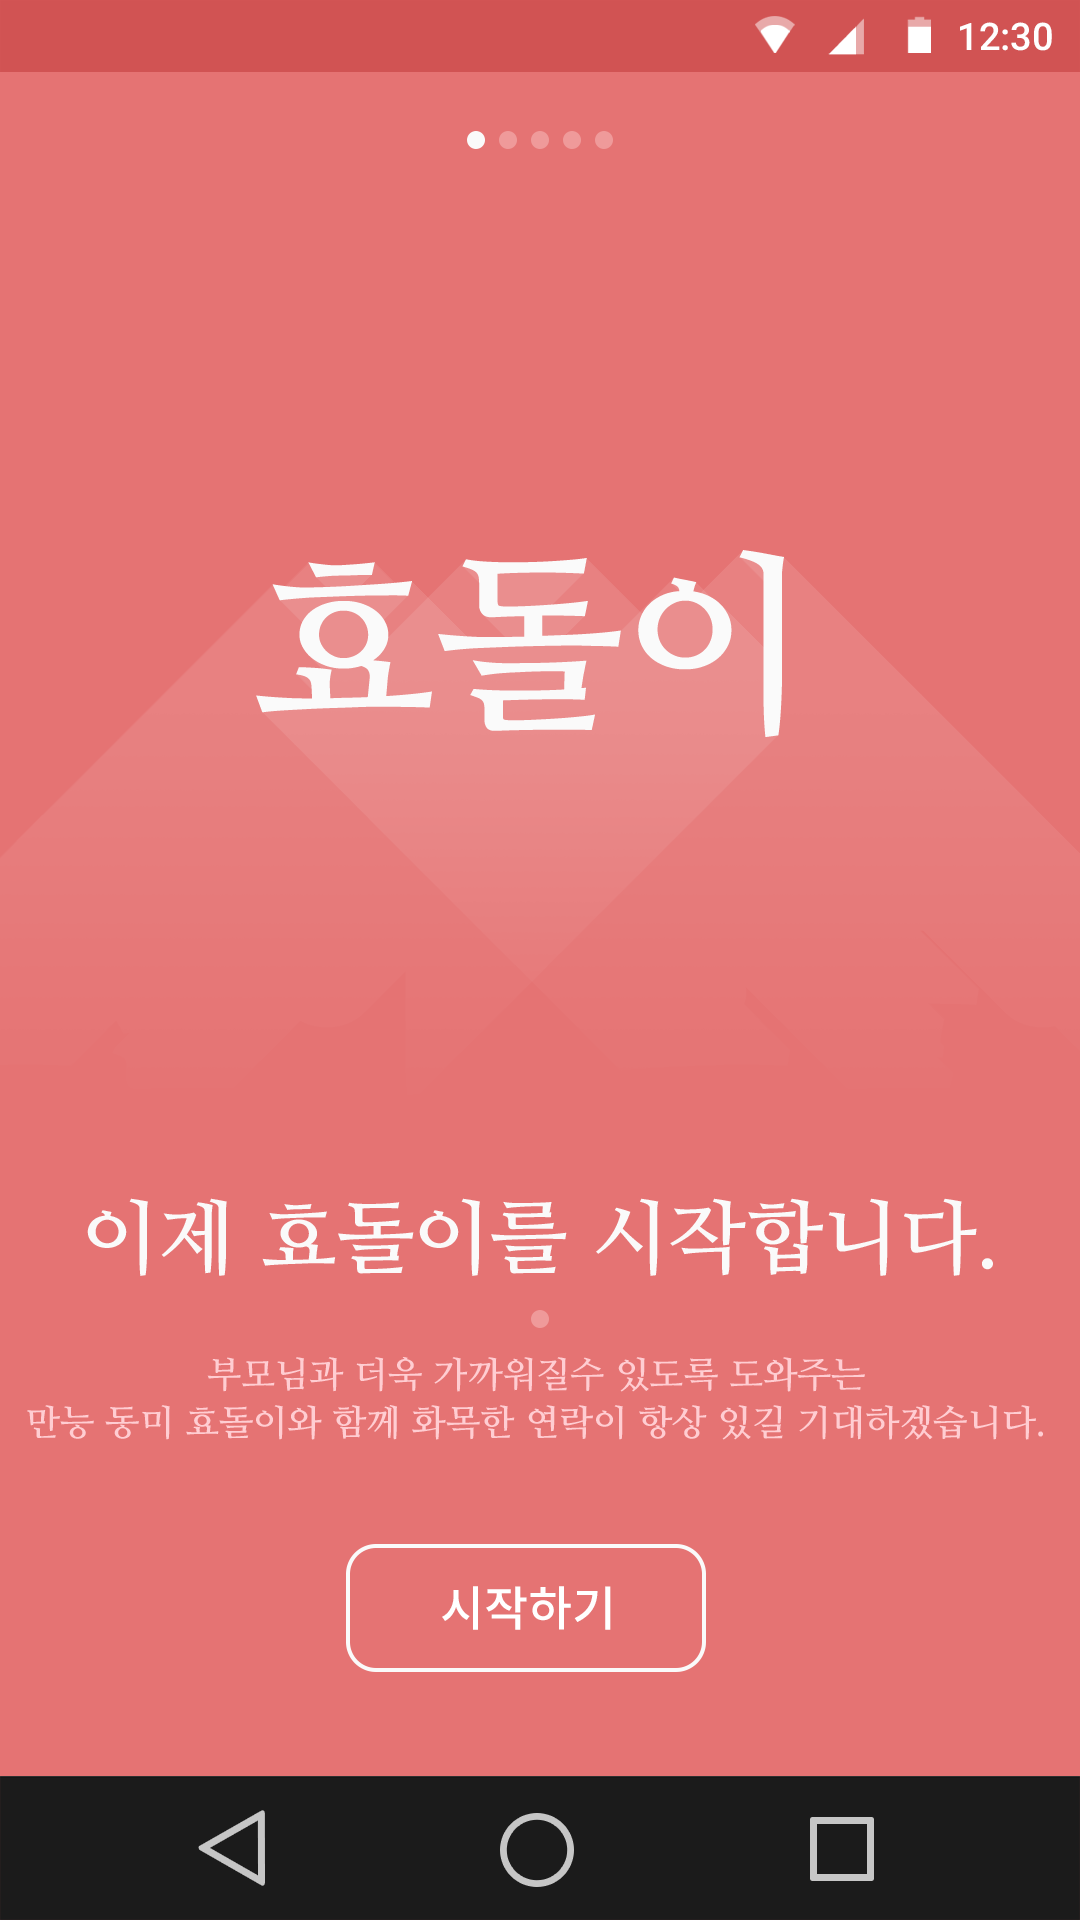 12:30
효돌이
이제 효돌이를 시작합니다.
부모님과 더욱 가까워질수 있도록 도와주는
만능 동미 효돌이와 함께 화목한 연락이 항상 있길 기대하겠습니다.
시작하기